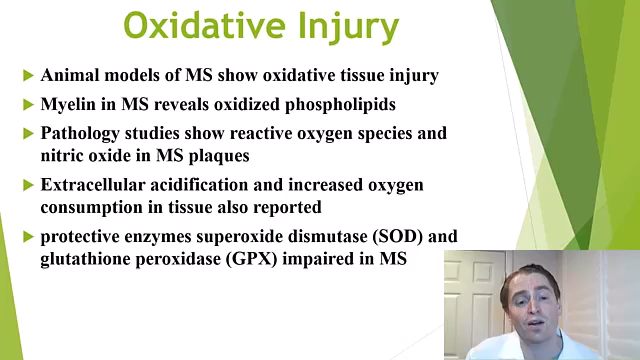 Oxidative Injury
Animal models of MS show oxidative tissue injury
Myelin in MS reveals oxidized phospholipids
Pathology studies show reactive oxygen species and
nitric oxide in MS plaques
Extracellular acidification and increased oxygen
consumption in tissue also reported
protective enzymes superoxide dismutase (SOD) and
glutathione peroxidase (GPX) impaired in MS